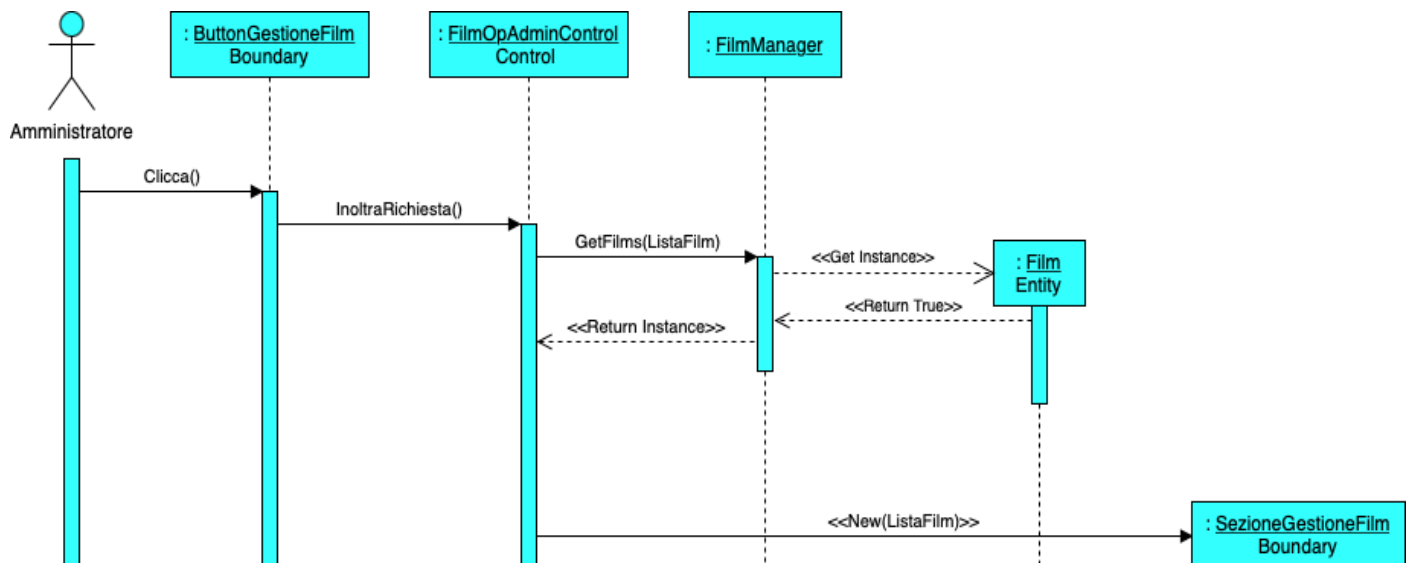 : ButtonGestioneFilm
Boundary
: FilmOpAdminControl
Control
: FilmManager
Amministratore
Clicca()
InoltraRichiesta()
GetFilms(ListaFilm)
<<Get Instance>>
: Film
Entity
<<Return True>>
<<Return Instance>>
<<New(ListaFilm)>>
: SezioneGestioneFilm
Boundary